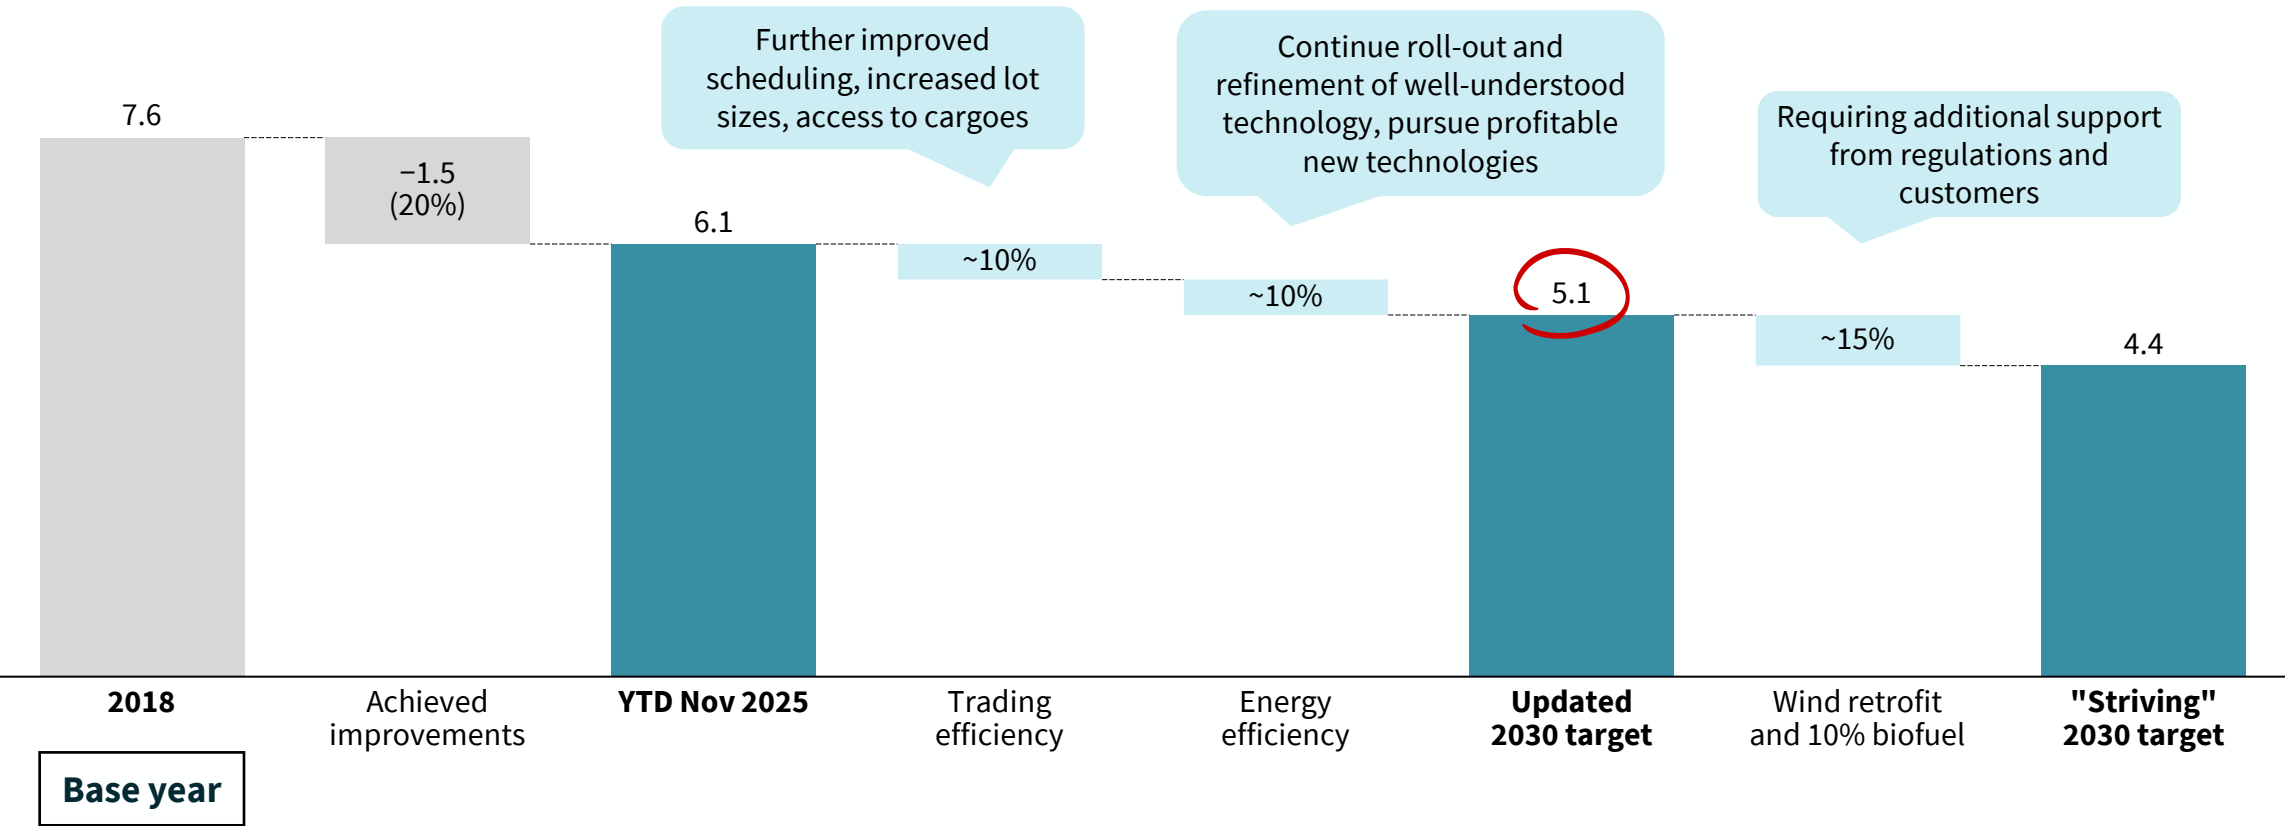 Further improved
scheduling, increased lot
sizes, access to cargoes
Continue roll-out and
refinement of well-understood
technology, pursue profitable
new technologies
Requiring additional support
from regulations and
customers
7.6
−1.5
(20%)
6.1
~10%
~10%
5.1
~15%
4.4
2018
Achieved
improvements
YTD Nov 2025
Trading
efficiency
Energy
efficiency
Updated
2030 target
Wind retrofit
and 10% biofuel
"Striving"
2030 target
Base year